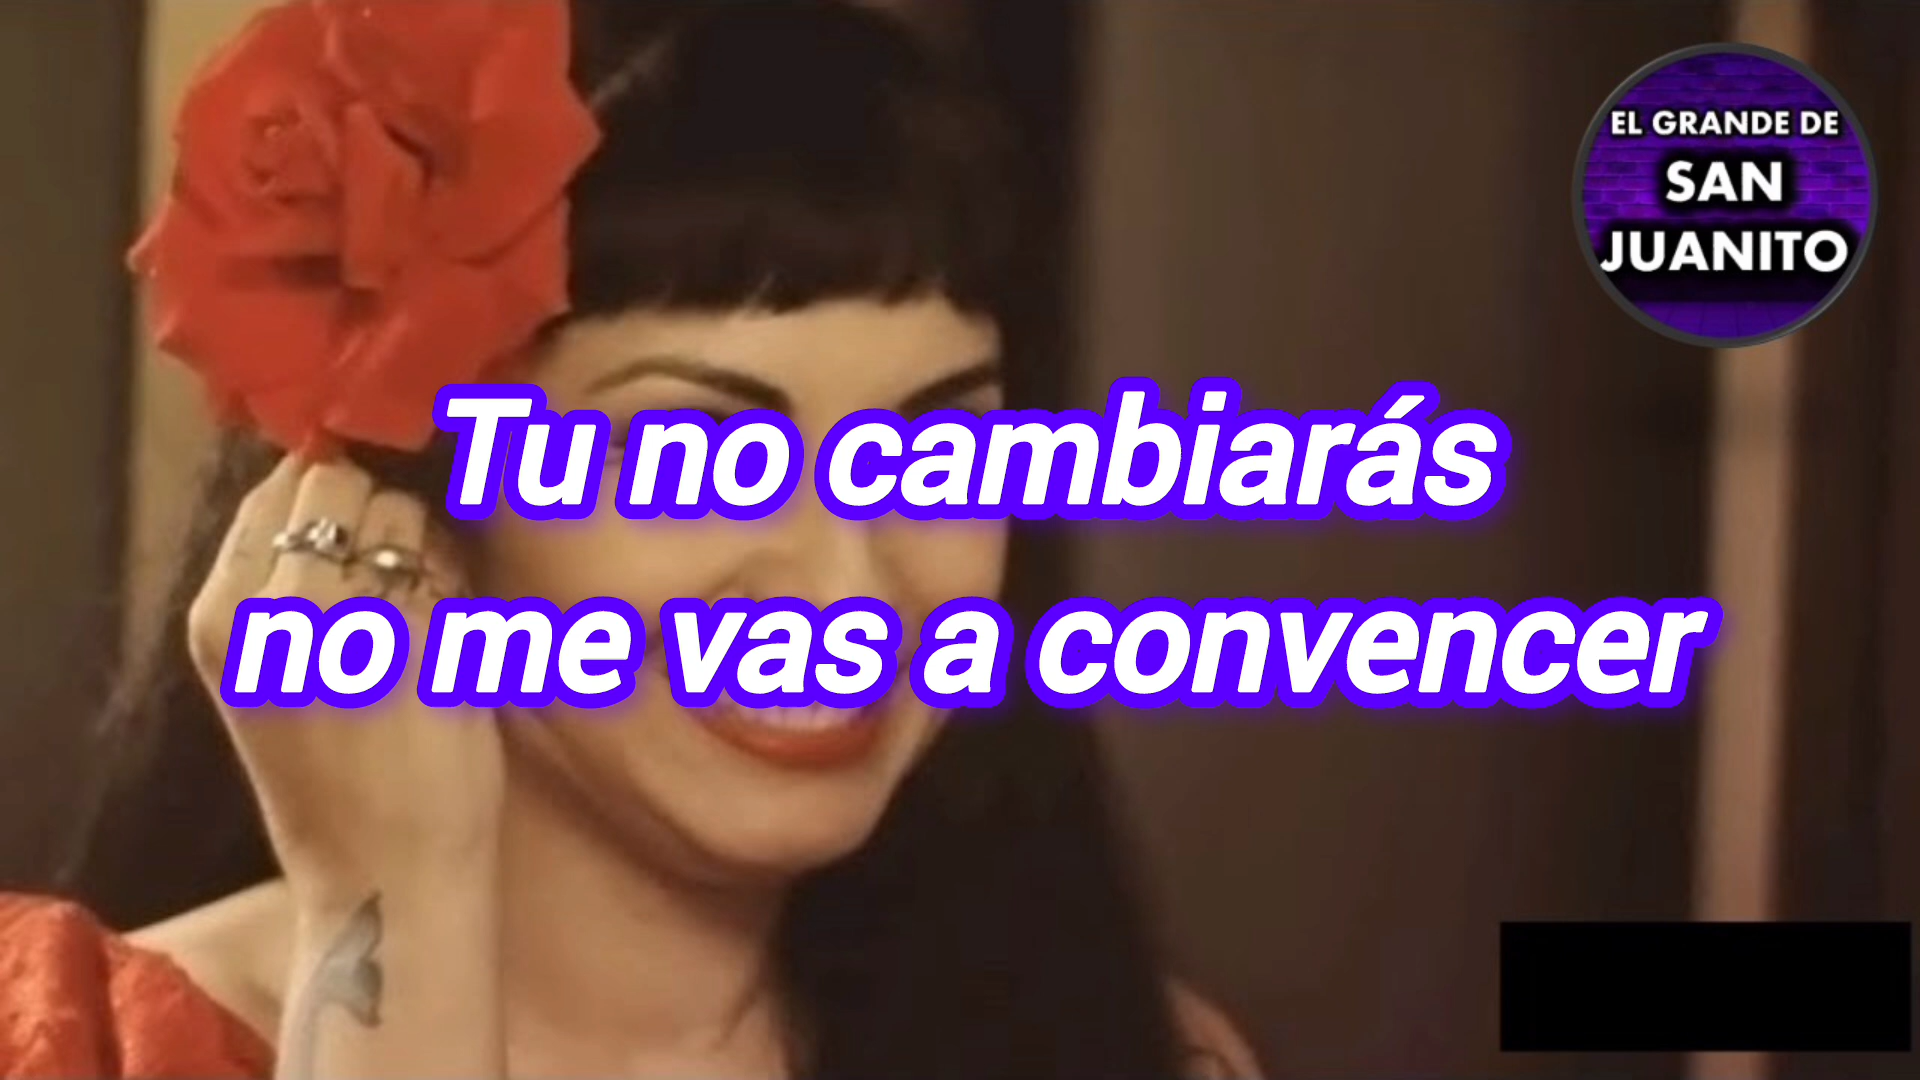 EL GRANDE DE
SAN
JUANITO
Tu no cambiarás
no me vas a convencer